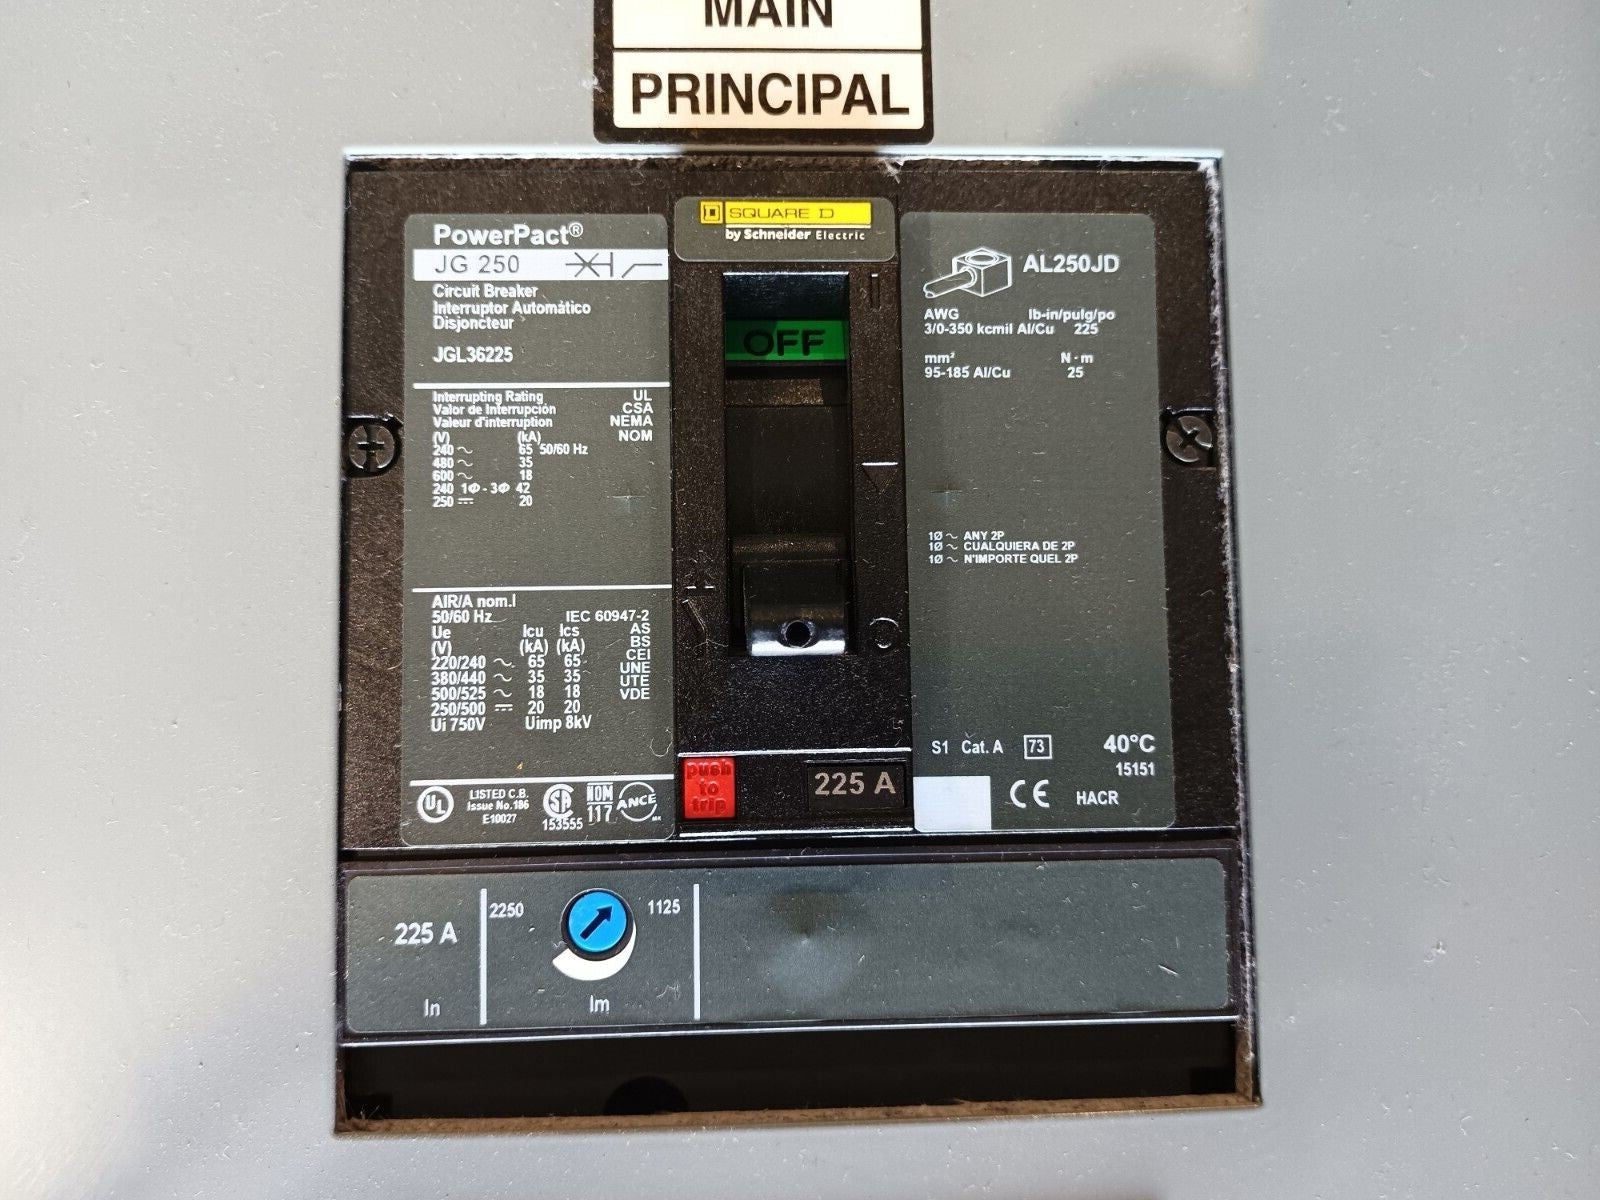 MAIN
PRINCIPAL
SQUARE D
by Schneider Electric
PowerPact®
JG 250
Circuit Breaker
Interruptor Automático
Disjoncteur
JGL36225
Interrupting Rating UL
Valor de Interrupción CSA
Valeur d'interruption NEMA
(V) (kA) NOM
240 ~ 65 50/60 Hz
480 ~ 35
600 ~ 18
240 1Φ - 3Φ 42
250 ⎓ 20
AIR/A nom.I
50/60 Hz IEC 60947-2
Ue Icu Ics AS
(V) (kA) (kA) BS
CEI
220/240 ~ 65 65 UNE
380/440 ~ 35 35 UTE
500/525 ~ 18 18 VDE
250/500 ⎓ 20 20
Ui 750V Uimp 8kV
UL
LISTED C.B.
Issue No.186
E10027
SA
153555
NOM
117
ANCE
OFF
I
O
push
to
trip
225 A
AL250JD
AWG lb-in/pulg/po
3/0-350 kcmil Al/Cu 225
mm² N·m
95-185 Al/Cu 25
1Ø ~ ANY 2P
1Ø ~ CUALQUIERA DE 2P
1Ø ~ N'IMPORTE QUEL 2P
S1 Cat. A 73 40°C
15151
CE HACR
225 A
In
2250 1125
Im